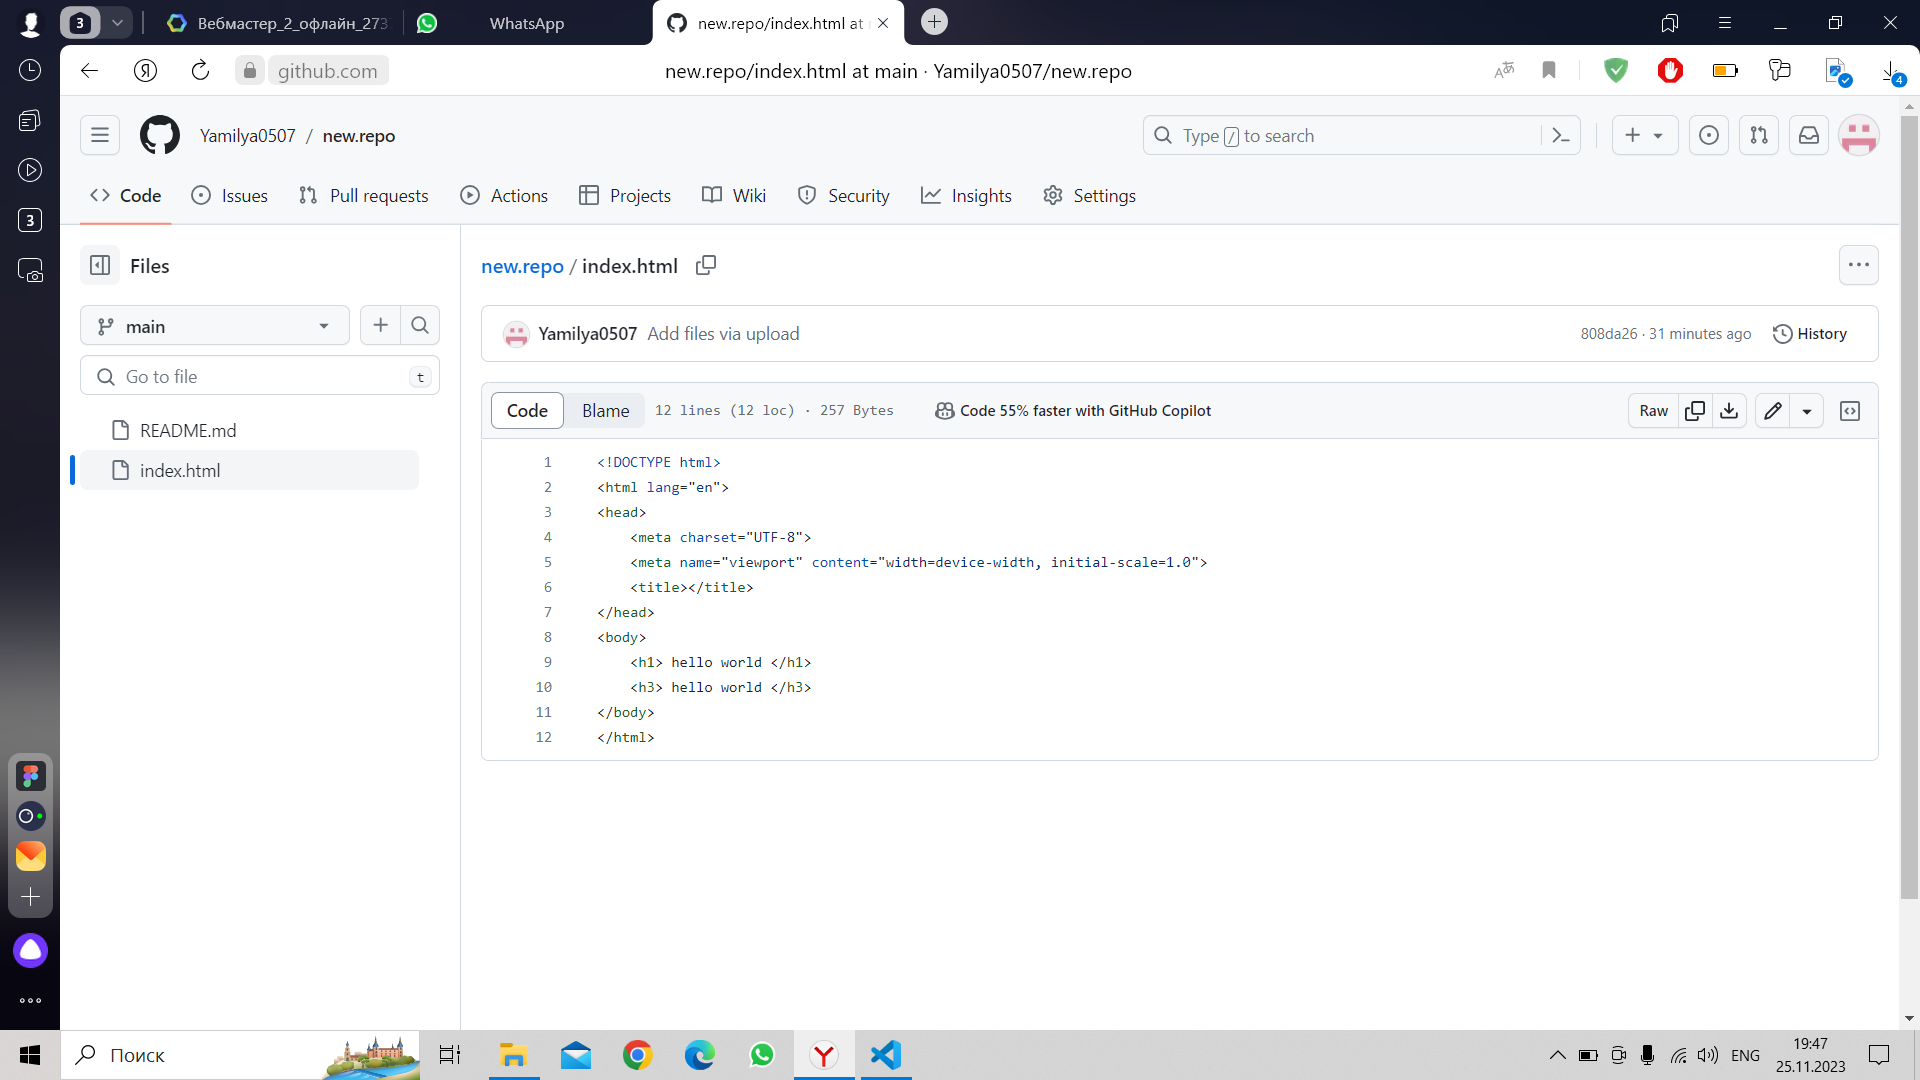 3
Вебмастер_2_офлайн_273
WhatsApp
new.repo/index.html at
github.com
new.repo/index.html at main · Yamilya0507/new.repo
4
Yamilya0507 / new.repo
Type / to search
Code
Issues
Pull requests
Actions
Projects
Wiki
Security
Insights
Settings
3
Files
main
Go to file
t
README.md
index.html
new.repo / index.html
Yamilya0507 Add files via upload
808da26 · 31 minutes ago
History
Code
Blame
12 lines (12 loc) · 257 Bytes
Code 55% faster with GitHub Copilot
Raw
1 <!DOCTYPE html>
2 <html lang="en">
3 <head>
4 <meta charset="UTF-8">
5 <meta name="viewport" content="width=device-width, initial-scale=1.0">
6 <title></title>
7 </head>
8 <body>
9 <h1> hello world </h1>
10 <h3> hello world </h3>
11 </body>
12 </html>
Поиск
ENG
19:47
25.11.2023